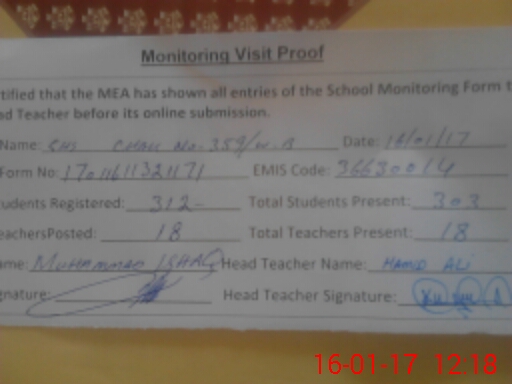 Monitoring Visit Proof
rtified that the MEA has shown all entries of the School Monitoring Form t
ad Teacher before its online submission.
Name: GHS CHAK No. 359/W.B Date: 16/01/17
Form No: 17011611321171 EMIS Code: 36630014
udents Registered: 312 Total Students Present: 303
eachersPosted: 18 Total Teachers Present: 18
ame: MUHAMMAD ISHAQ Head Teacher Name: HAMID ALI
gnature: Head Teacher Signature:
16-01-17 12:18